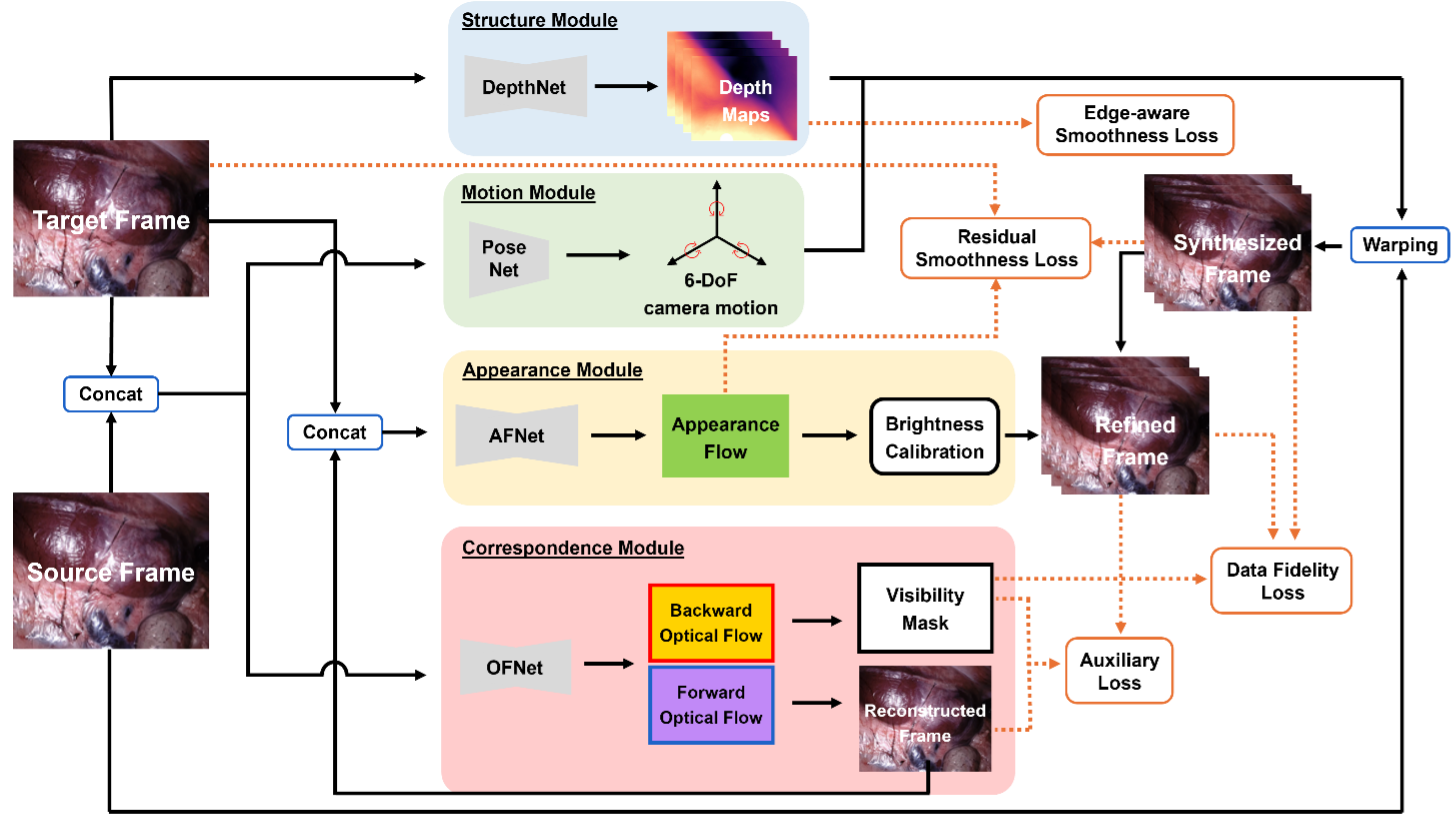 Structure Module
DepthNet
Depth
Maps
Edge-aware
Smoothness Loss
Target Frame
Motion Module
Pose
Net
6-DoF
camera motion
Residual
Smoothness Loss
Synthesized
Frame
Warping
Concat
Concat
Appearance Module
AFNet
Appearance
Flow
Brightness
Calibration
Refined
Frame
Source Frame
Correspondence Module
OFNet
Backward
Optical Flow
Forward
Optical Flow
Visibility
Mask
Reconstructed
Frame
Data Fidelity
Loss
Auxiliary
Loss